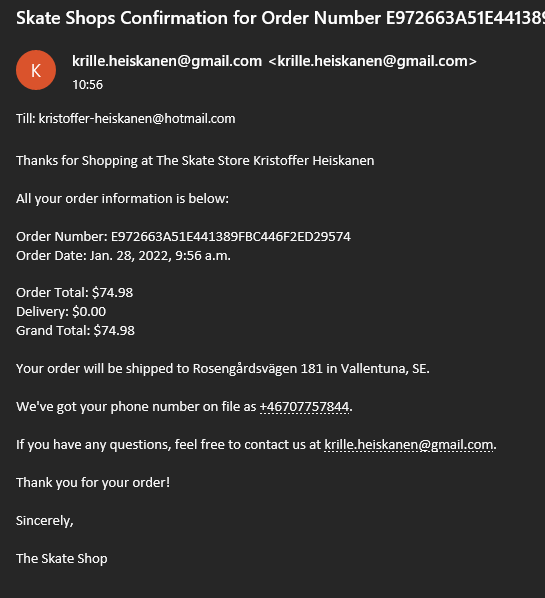 Skate Shops Confirmation for Order Number E972663A51E441389
K
krille.heiskanen@gmail.com <krille.heiskanen@gmail.com>
10:56
Till: kristoffer-heiskanen@hotmail.com
Thanks for Shopping at The Skate Store Kristoffer Heiskanen
All your order information is below:
Order Number: E972663A51E441389FBC446F2ED29574
Order Date: Jan. 28, 2022, 9:56 a.m.
Order Total: $74.98
Delivery: $0.00
Grand Total: $74.98
Your order will be shipped to Rosengårdsvägen 181 in Vallentuna, SE.
We've got your phone number on file as +46707757844.
If you have any questions, feel free to contact us at krille.heiskanen@gmail.com.
Thank you for your order!
Sincerely,
The Skate Shop